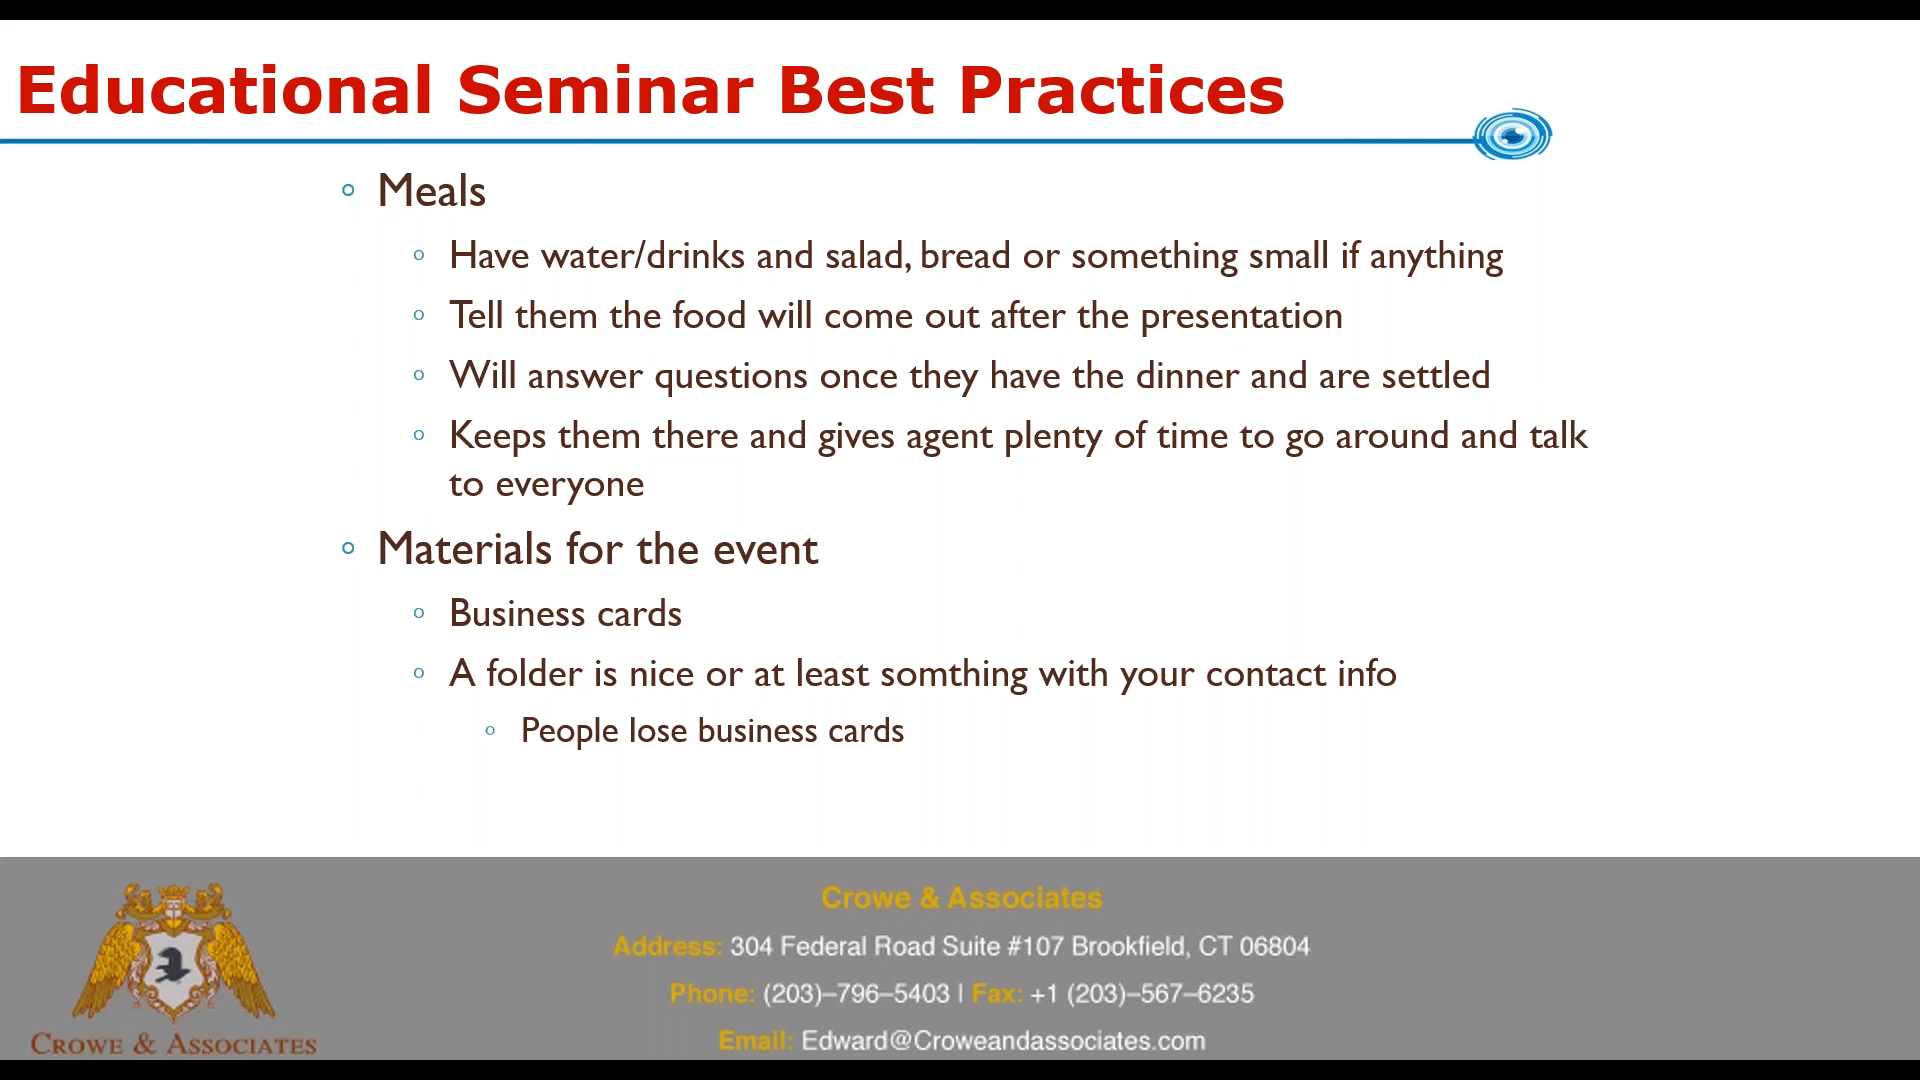 Educational Seminar Best Practices
Meals
Have water/drinks and salad, bread or something small if anything
Tell them the food will come out after the presentation
Will answer questions once they have the dinner and are settled
Keeps them there and gives agent plenty of time to go around and talk
to everyone
Materials for the event
Business cards
A folder is nice or at least somthing with your contact info
People lose business cards
Crowe & Associates
Address: 304 Federal Road Suite #107 Brookfield, CT 06804
Phone: (203)–796–5403 | Fax: +1 (203)–567–6235
Email: Edward@Croweandassociates.com
Crowe & Associates